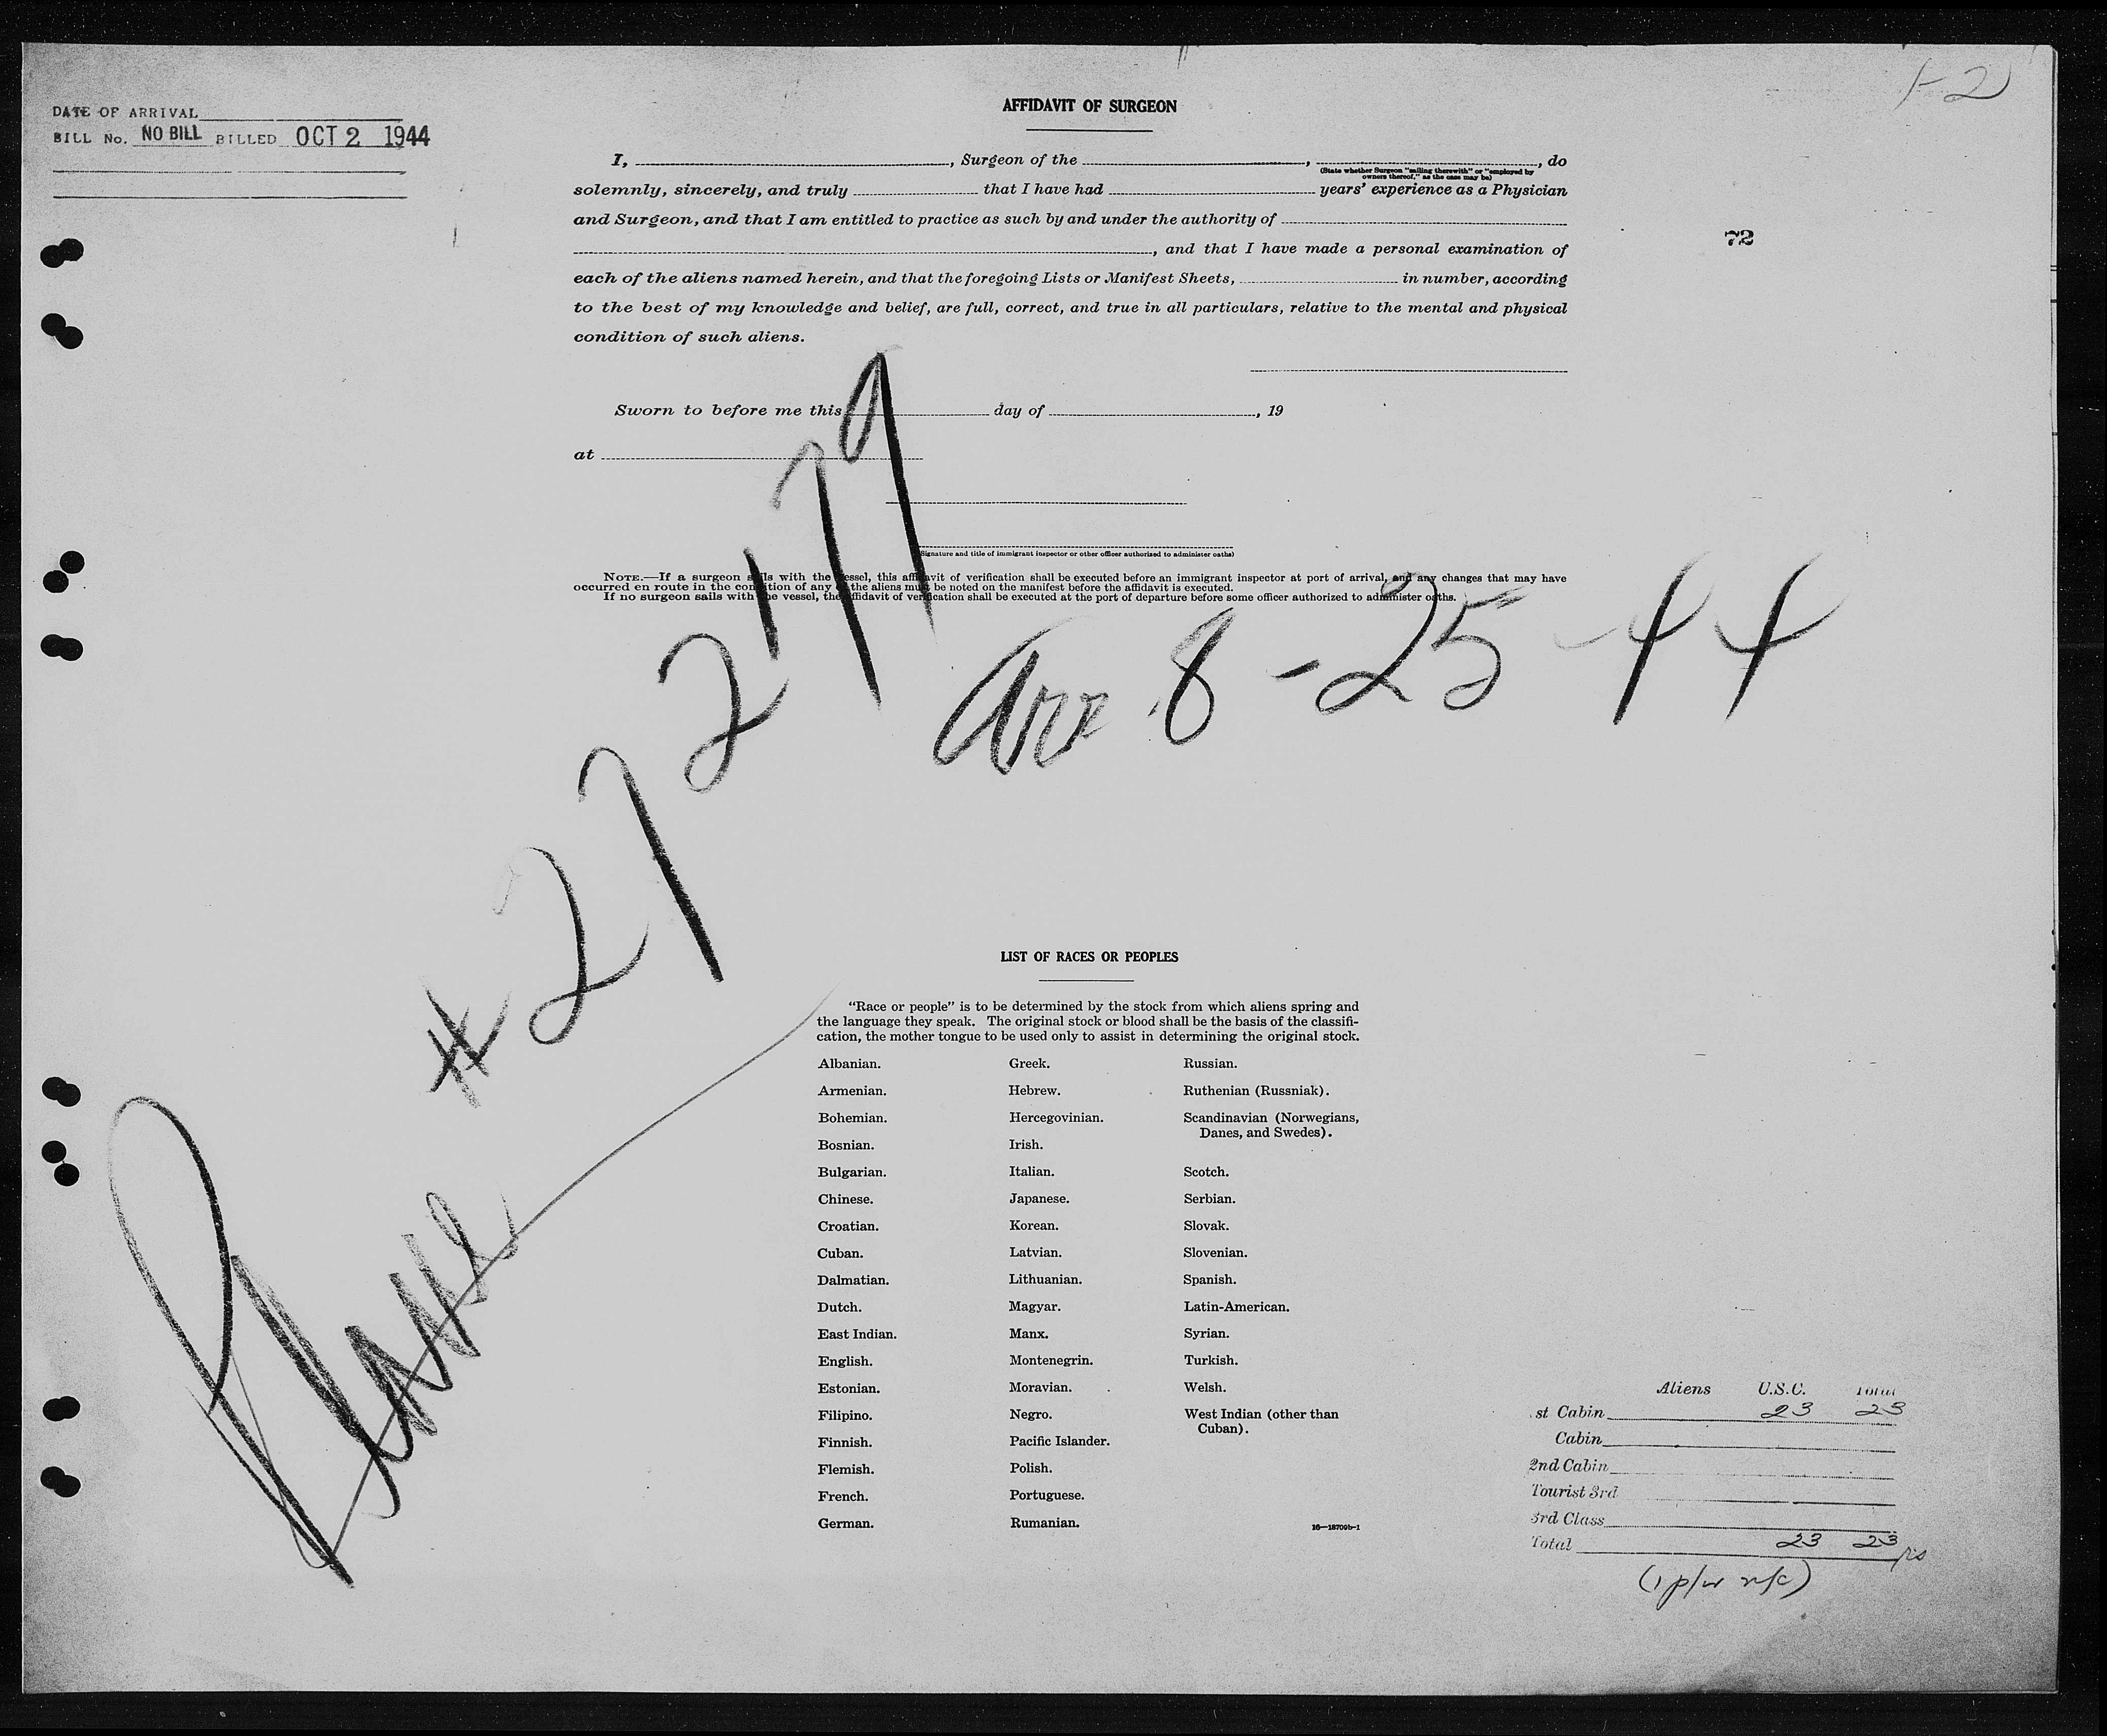 1-2
DATE OF ARRIVAL
BILL No. NO BILL BILLED OCT 2 1944
AFFIDAVIT OF SURGEON
I, , Surgeon of the , , do
(State whether Surgeon "sailing therewith" or "employed by
owners thereof," as the case may be)
solemnly, sincerely, and truly that I have had years' experience as a Physician
and Surgeon, and that I am entitled to practice as such by and under the authority of
, and that I have made a personal examination of
72
each of the aliens named herein, and that the foregoing Lists or Manifest Sheets, in number, according
to the best of my knowledge and belief, are full, correct, and true in all particulars, relative to the mental and physical
condition of such aliens.
Sworn to before me this day of , 19
at
(Signature and title of immigrant inspector or other officer authorized to administer oaths)
NOTE.—If a surgeon sails with the vessel, this affidavit of verification shall be executed before an immigrant inspector at port of arrival, and any changes that may have
occurred en route in the condition of any of the aliens must be noted on the manifest before the affidavit is executed.
If no surgeon sails with the vessel, the affidavit of verification shall be executed at the port of departure before some officer authorized to administer oaths.
Plane #272179
Arr 8-25-44
LIST OF RACES OR PEOPLES
"Race or people" is to be determined by the stock from which aliens spring and
the language they speak. The original stock or blood shall be the basis of the classifi-
cation, the mother tongue to be used only to assist in determining the original stock.
Albanian.
Armenian.
Bohemian.
Bosnian.
Bulgarian.
Chinese.
Croatian.
Cuban.
Dalmatian.
Dutch.
East Indian.
English.
Estonian.
Filipino.
Finnish.
Flemish.
French.
German.
Greek.
Hebrew.
Hercegovinian.
Irish.
Italian.
Japanese.
Korean.
Latvian.
Lithuanian.
Magyar.
Manx.
Montenegrin.
Moravian.
Negro.
Pacific Islander.
Polish.
Portuguese.
Rumanian.
Russian.
Ruthenian (Russniak).
Scandinavian (Norwegians,
Danes, and Swedes).
Scotch.
Serbian.
Slovak.
Slovenian.
Spanish.
Latin-American.
Syrian.
Turkish.
Welsh.
West Indian (other than
Cuban).
16—18709b-1
Aliens U.S.C. Total
st Cabin 23 23
Cabin
2nd Cabin
Tourist 3rd
3rd Class
Total 23 23